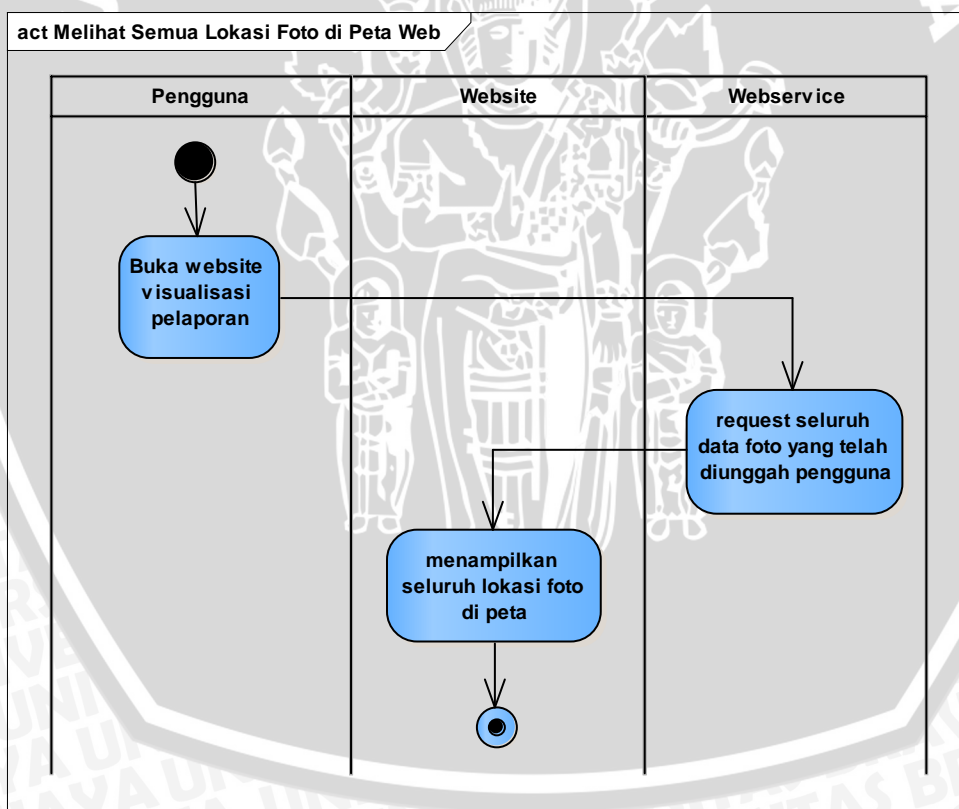 act Melihat Semua Lokasi Foto di Peta Web
Pengguna
Website
Webservice
Buka website
visualisasi
pelaporan
request seluruh
data foto yang telah
diunggah pengguna
menampilkan
seluruh lokasi foto
di peta